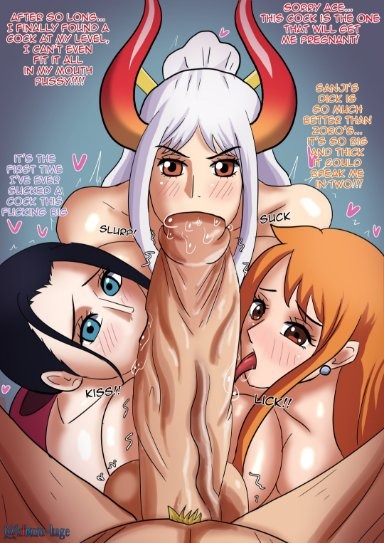 AFTER SO LONG...
I FINALLY FOUND A
COCK AT MY LEVEL,
I CAN'T EVEN
FIT IT ALL
IN MY MOUTH
PUSSY!!!!
SORRY ACE...
THIS COCK IS THE ONE
THAT WILL GET
ME PREGNANT!
SANJI'S
DICK IS
SO MUCH
BETTER THAN
ZORO'S...
IT'S SO BIG
AND THICK
IT COULD
BREAK ME
IN TWO!!?
IT'S THE
FIRST TIME
I'VE EVER
SUCKED A
COCK THIS
FUCKING BIG
SLURP!
SUCK
KISS!!
LICK!!